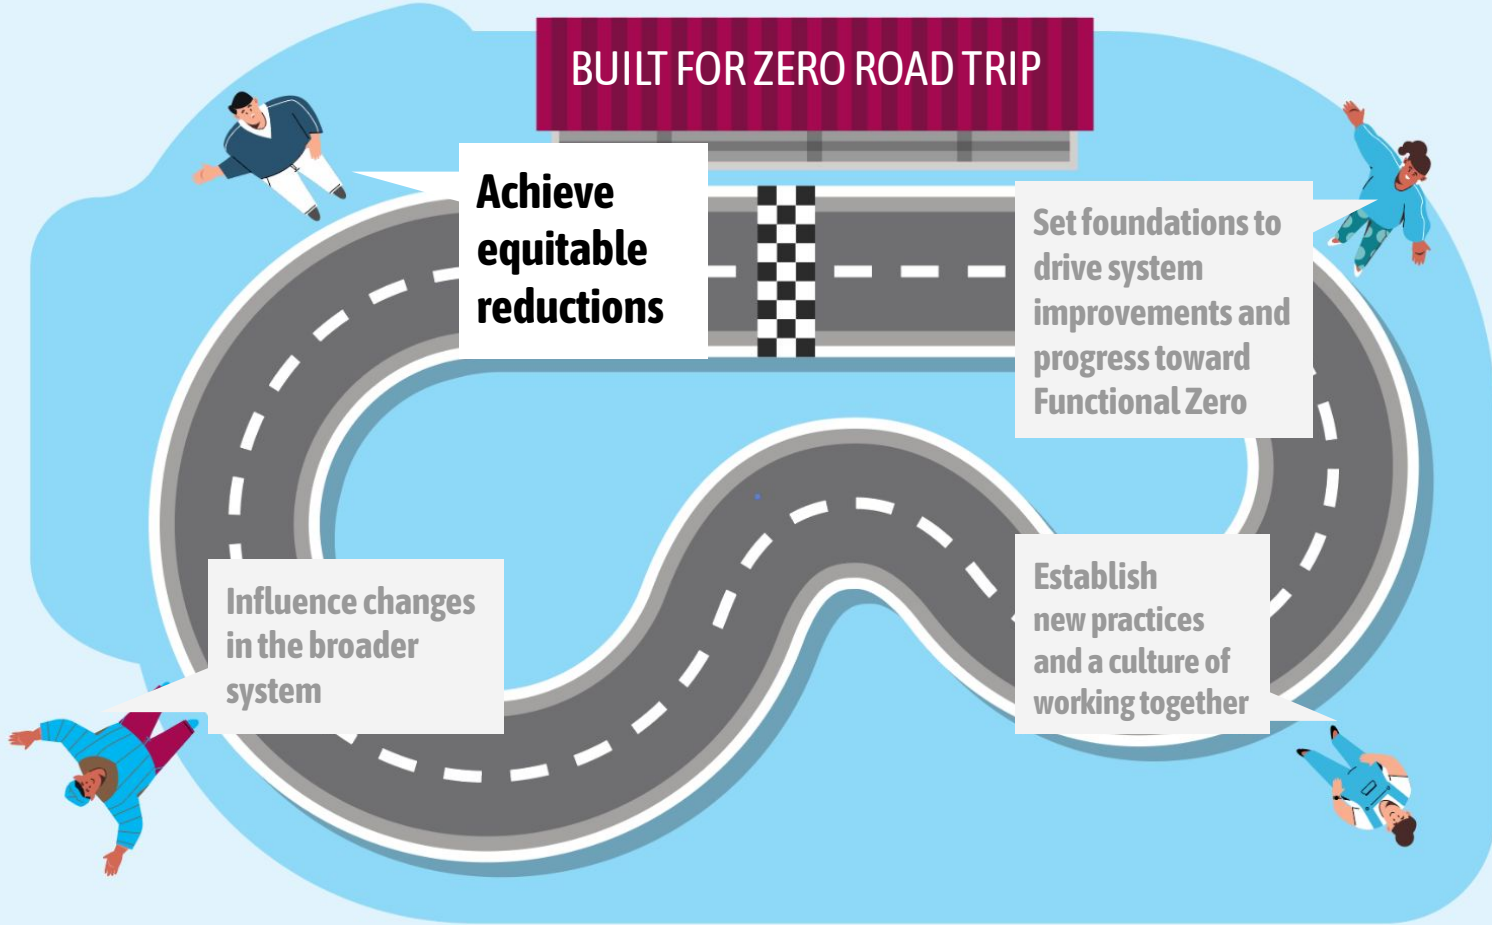 BUILT FOR ZERO ROAD TRIP
Achieve
equitable
reductions
Set foundations to
drive system
improvements and
progress toward
Functional Zero
Influence changes
in the broader
system
Establish
new practices
and a culture of
working together